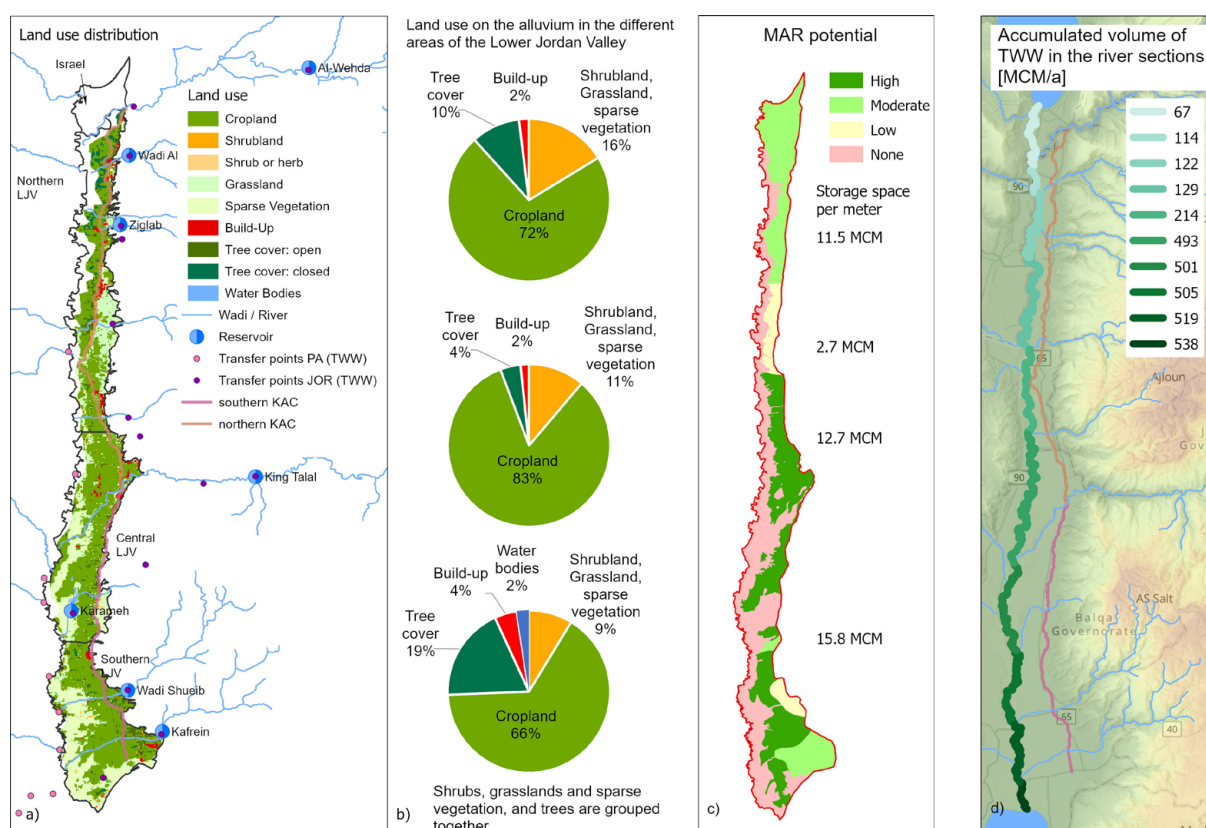 Land use distribution
Israel
Al-Wehda
Land use
Cropland
Shrubland
Shrub or herb
Grassland
Sparse Vegetation
Build-Up
Tree cover: open
Tree cover: closed
Water Bodies
Wadi / River
Reservoir
Transfer points PA (TWW)
Transfer points JOR (TWW)
southern KAC
northern KAC
Wadi Al
Northern
LJV
Ziglab
King Talal
Central
LJV
Karameh
Southern
LJV
Wadi Shueib
Kafrein
a)
Land use on the alluvium in the different
areas of the Lower Jordan Valley
Tree
cover
10%
Build-up
2%
Shrubland,
Grassland,
sparse
vegetation
16%
Cropland
72%
Tree
cover
4%
Build-up
2%
Shrubland,
Grassland,
sparse
vegetation
11%
Cropland
83%
Tree
cover
19%
Build-up
4%
Water
bodies
2%
Shrubland,
Grassland,
sparse
vegetation
9%
Cropland
66%
Shrubs, grasslands and sparse
vegetation, and trees are grouped
together
b)
MAR potential
High
Moderate
Low
None
Storage space
per meter
11.5 MCM
2.7 MCM
12.7 MCM
15.8 MCM
c)
Accumulated volume of
TWW in the river sections
[MCM/a]
67
114
122
129
214
493
501
505
519
538
90
65
Ajloun
90
AS Salt
Balqa
Governorate
65
40
d)